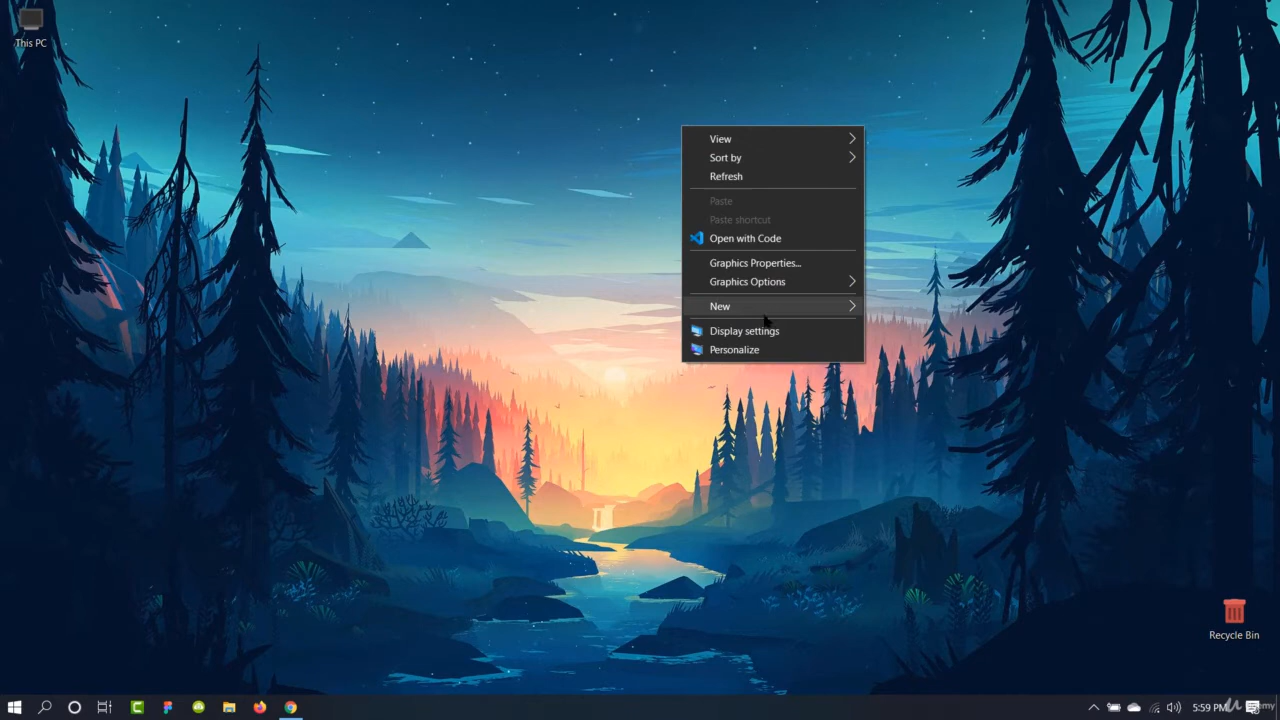 This PC
View
Sort by
Refresh
Paste
Paste shortcut
Open with Code
Graphics Properties...
Graphics Options
New
Display settings
Personalize
Recycle Bin
5:59 PM